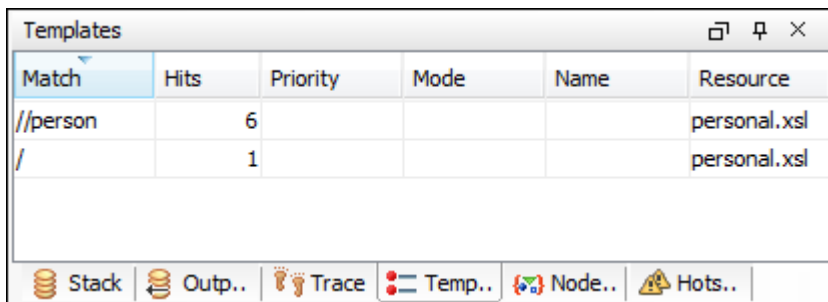 Templates
Match Hits Priority Mode Name Resource
//person 6 personal.xsl
/ 1 personal.xsl
Stack Outp.. Trace Temp.. Node.. Hots..